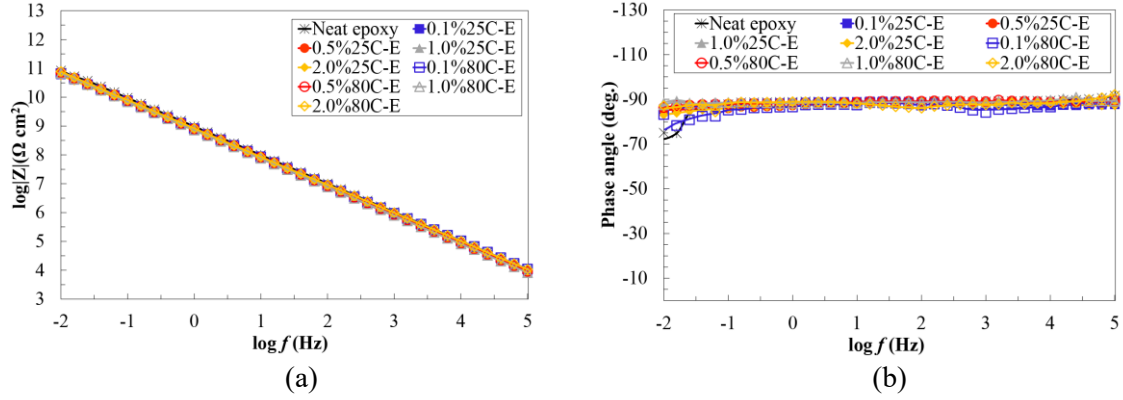 13
12
11
10
9
8
7
6
5
4
3
log|Z|(Ω cm²)
Neat epoxy 0.1%25C-E
0.5%25C-E 1.0%25C-E
2.0%25C-E 0.1%80C-E
0.5%80C-E 1.0%80C-E
2.0%80C-E
-2 -1 0 1 2 3 4 5
log f (Hz)
(a)
-130
-110
-90
-70
-50
-30
-10
Phase angle (deg.)
Neat epoxy 0.1%25C-E 0.5%25C-E
1.0%25C-E 2.0%25C-E 0.1%80C-E
0.5%80C-E 1.0%80C-E 2.0%80C-E
-2 -1 0 1 2 3 4 5
log f (Hz)
(b)